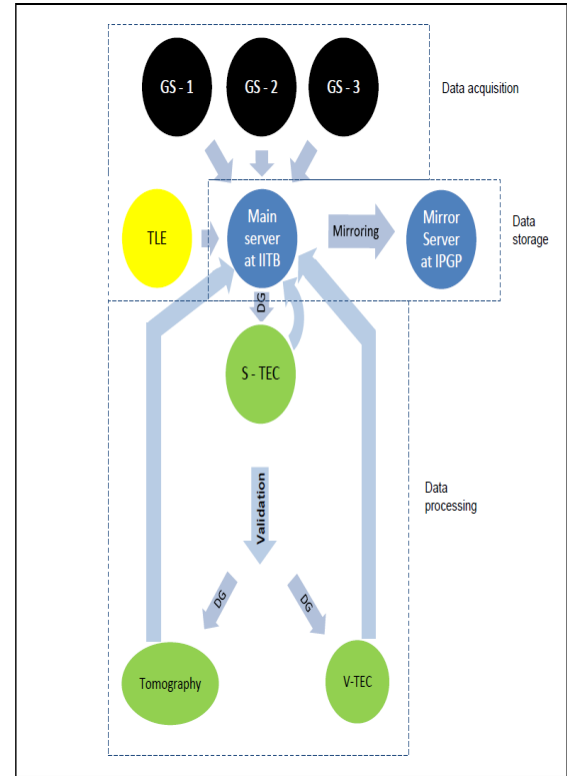 GS - 1
GS - 2
GS - 3
Data acquisition
TLE
Main
server
at IITB
Mirroring
Mirror
Server
at IPGP
Data
storage
DG
S - TEC
Validation
Data
processing
DG
DG
Tomography
V-TEC